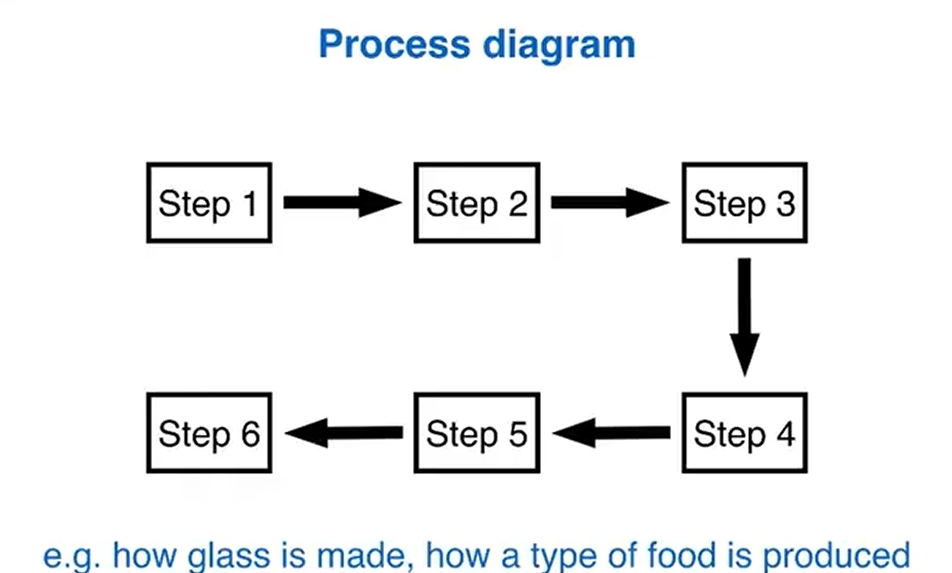 Process diagram
Step 1
Step 2
Step 3
Step 4
Step 5
Step 6
e.g. how glass is made, how a type of food is produced